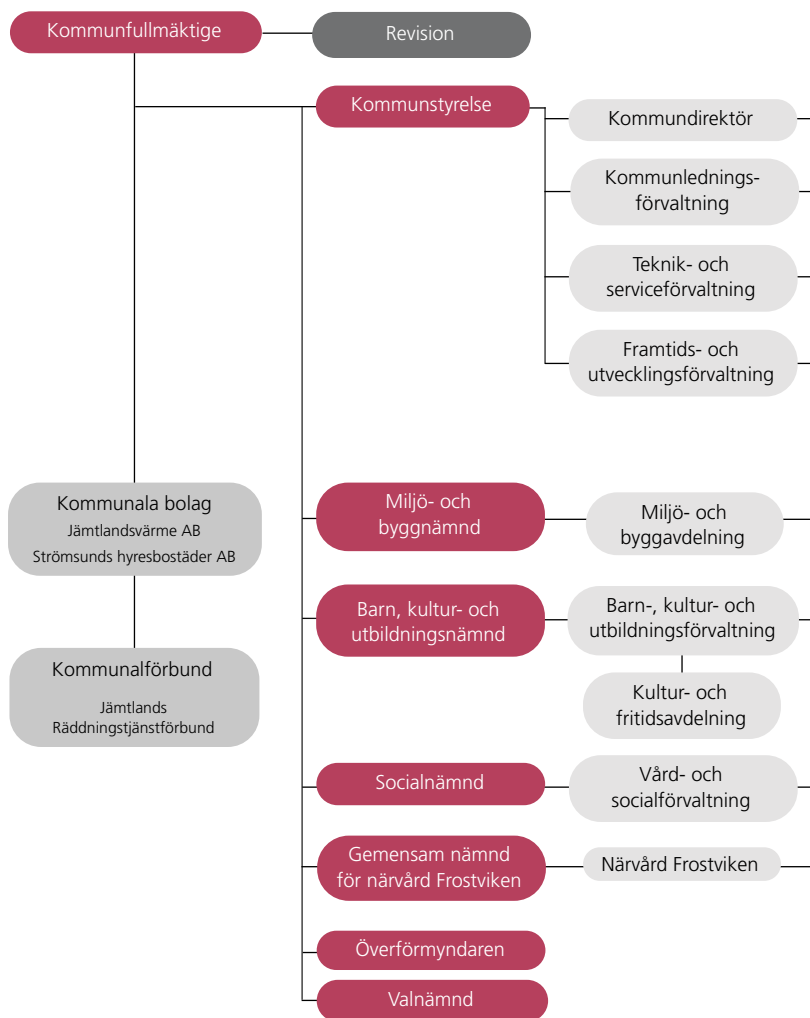 Kommunfullmäktige
Revision
Kommunstyrelse
Kommundirektör
Kommunlednings-
förvaltning
Teknik- och
serviceförvaltning
Framtids- och
utvecklingsförvaltning
Kommunala bolag
Jämtlandsvärme AB
Strömsunds hyresbostäder AB
Miljö- och
byggnämnd
Miljö- och
byggavdelning
Barn, kultur- och
utbildningsnämnd
Barn-, kultur- och
utbildningsförvaltning
Kommunalförbund
Jämtlands
Räddningstjänstförbund
Kultur- och
fritidsavdelning
Socialnämnd
Vård- och
socialförvaltning
Gemensam nämnd
för närvård Frostviken
Närvård Frostviken
Överförmyndaren
Valnämnd